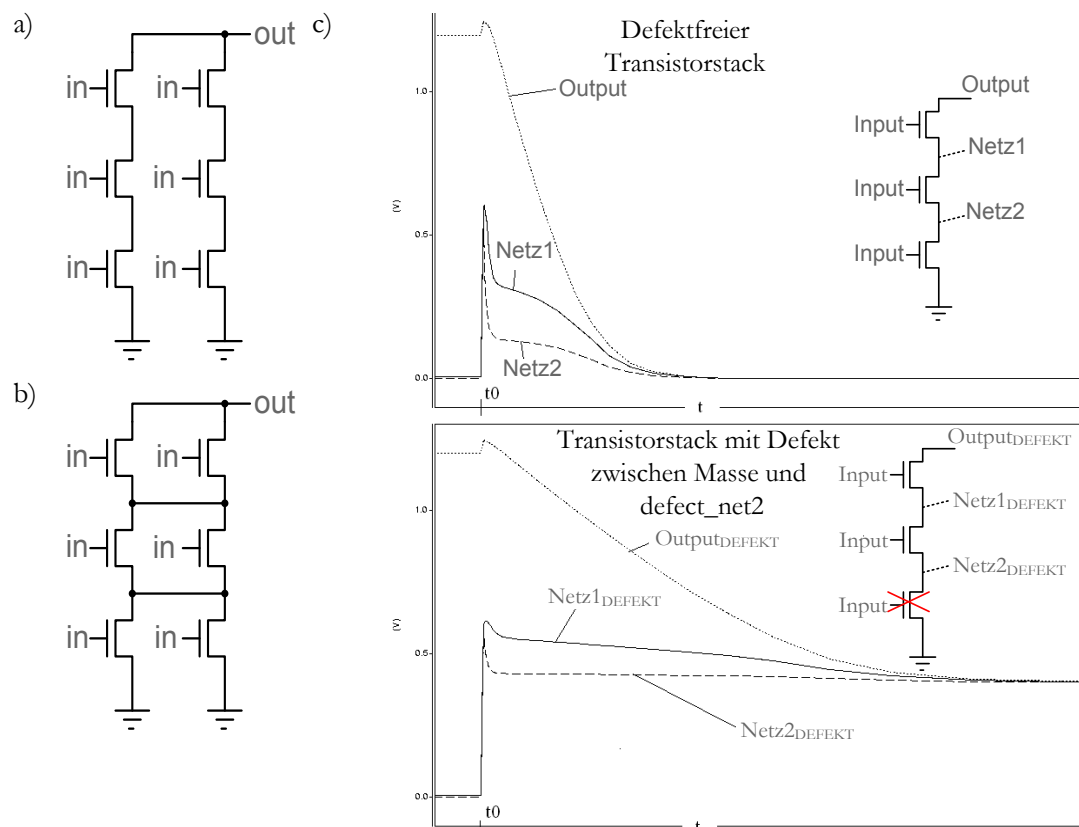 a)
out
in
in
in
in
in
in
b)
out
in
in
in
in
in
in
c)
Defektfreier
Transistorstack
Output
1.0
(V)
0.5
Netz1
Netz2
0.0
t0
t
Output
Input
Netz1
Input
Netz2
Input
Transistorstack mit Defekt
zwischen Masse und
defect_net2
OutputDEFEKT
1.0
(V)
Netz1DEFEKT
0.5
Netz2DEFEKT
0.0
t0
t
OutputDEFEKT
Input
Netz1DEFEKT
Input
Netz2DEFEKT
Input